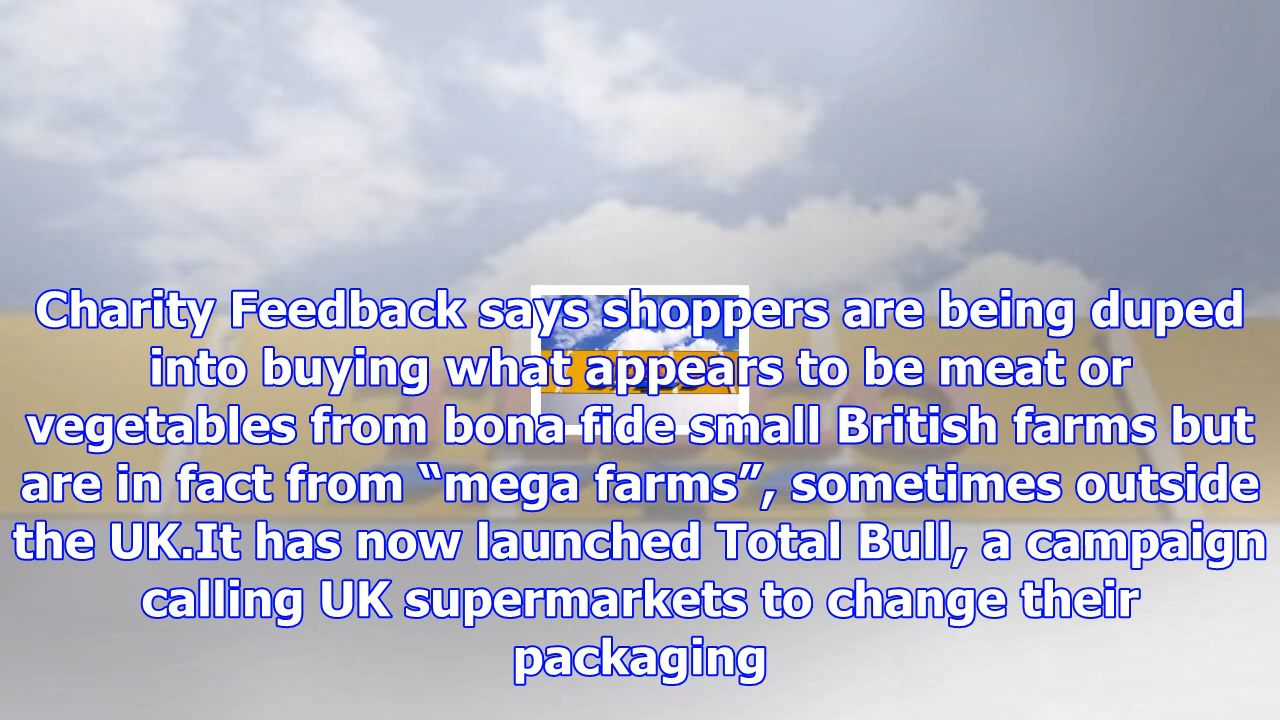 Charity Feedback says shoppers are being duped
into buying what appears to be meat or
vegetables from bona fide small British farms but
are in fact from “mega farms”, sometimes outside
the UK.It has now launched Total Bull, a campaign
calling UK supermarkets to change their
packaging